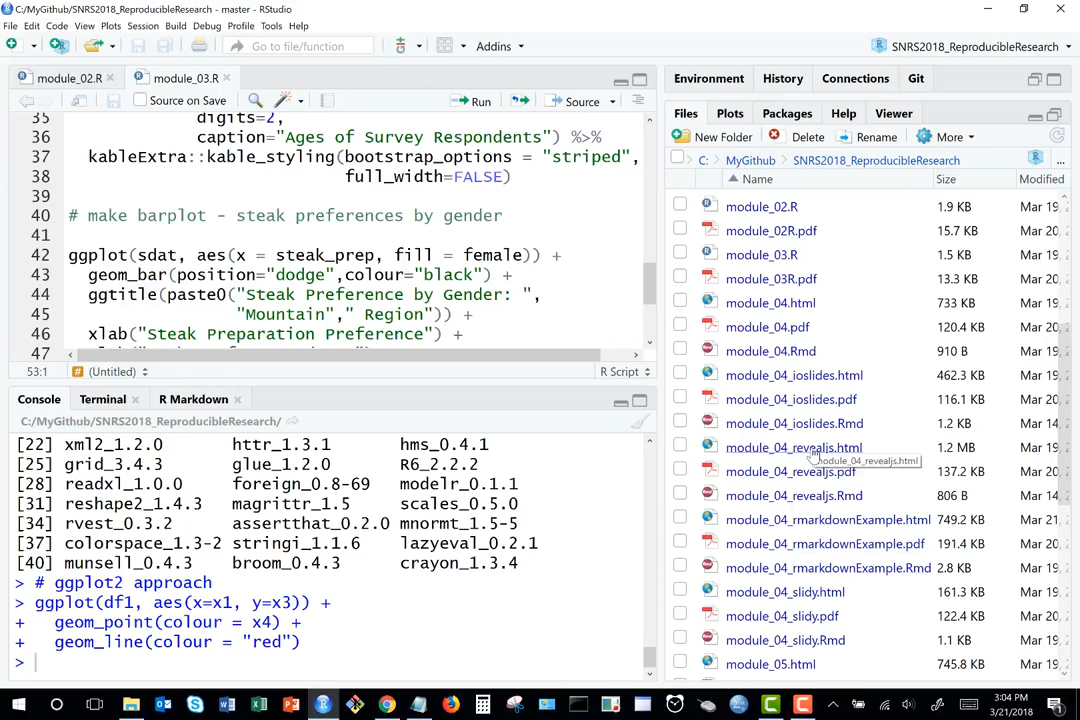 C:/MyGithub/SNRS2018_ReproducibleResearch - master - RStudio
File Edit Code View Plots Session Build Debug Profile Tools Help
Go to file/function Addins SNRS2018_ReproducibleResearch
module_02.R module_03.R
Source on Save Run Source
35 digits=2,
36 caption="Ages of Survey Respondents") %>%
37 kableExtra::kable_styling(bootstrap_options = "striped",
38 full_width=FALSE)
39
40 # make barplot - steak preferences by gender
41
42 ggplot(sdat, aes(x = steak_prep, fill = female)) +
43 geom_bar(position="dodge",colour="black") +
44 ggtitle(paste0("Steak Preference by Gender: ",
45 "Mountain"," Region")) +
46 xlab("Steak Preparation Preference") +
47
53:1 (Untitled) R Script
Console Terminal R Markdown
C:/MyGithub/SNRS2018_ReproducibleResearch/
[22] xml2_1.2.0 httr_1.3.1 hms_0.4.1
[25] grid_3.4.3 glue_1.2.0 R6_2.2.2
[28] readxl_1.0.0 foreign_0.8-69 modelr_0.1.1
[31] reshape2_1.4.3 magrittr_1.5 scales_0.5.0
[34] rvest_0.3.2 assertthat_0.2.0 mnormt_1.5-5
[37] colorspace_1.3-2 stringi_1.1.6 lazyeval_0.2.1
[40] munsell_0.4.3 broom_0.4.3 crayon_1.3.4
> # ggplot2 approach
> ggplot(df1, aes(x=x1, y=x3)) +
+ geom_point(colour = x4) +
+ geom_line(colour = "red")
>
Environment History Connections Git
Files Plots Packages Help Viewer
New Folder Delete Rename More
C: MyGithub SNRS2018_ReproducibleResearch ...
Name Size Modified
module_02.R 1.9 KB Mar 19,
module_02R.pdf 15.7 KB Mar 20,
module_03.R 1.5 KB Mar 19,
module_03R.pdf 13.3 KB Mar 20,
module_04.html 733 KB Mar 19,
module_04.pdf 120.4 KB Mar 20,
module_04.Rmd 910 B Mar 14,
module_04_ioslides.html 462.3 KB Mar 19,
module_04_ioslides.pdf 116.1 KB Mar 20,
module_04_ioslides.Rmd 1.2 KB Mar 14,
module_04_revealjs.html 1.2 MB Mar 19,
module_04_revealjs.html
module_04_revealjs.pdf 137.2 KB Mar 20,
module_04_revealjs.Rmd 806 B Mar 14,
module_04_rmarkdownExample.html 749.2 KB Mar 21,
module_04_rmarkdownExample.pdf 191.4 KB Mar 20,
module_04_rmarkdownExample.Rmd 2.8 KB Mar 14,
module_04_slidy.html 161.3 KB Mar 19,
module_04_slidy.pdf 122.4 KB Mar 20,
module_04_slidy.Rmd 1.1 KB Mar 14,
module_05.html 745.8 KB Mar 19,
3:04 PM
3/21/2018